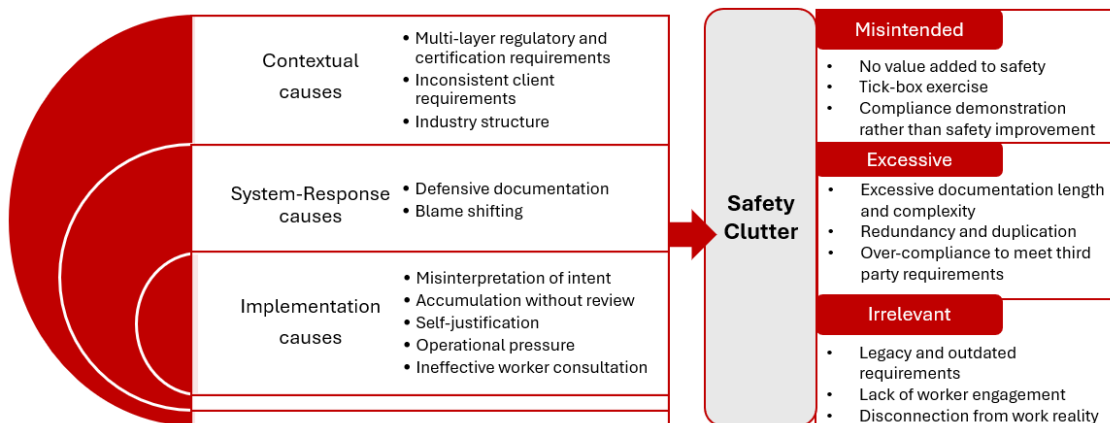 Contextual
causes
• Multi-layer regulatory and
certification requirements
• Inconsistent client
requirements
• Industry structure
System-Response
causes
• Defensive documentation
• Blame shifting
Implementation
causes
• Misinterpretation of intent
• Accumulation without review
• Self-justification
• Operational pressure
• Ineffective worker consultation
Safety
Clutter
Misintended
• No value added to safety
• Tick-box exercise
• Compliance demonstration
rather than safety improvement
Excessive
• Excessive documentation length
and complexity
• Redundancy and duplication
• Over-compliance to meet third
party requirements
Irrelevant
• Legacy and outdated
requirements
• Lack of worker engagement
• Disconnection from work reality